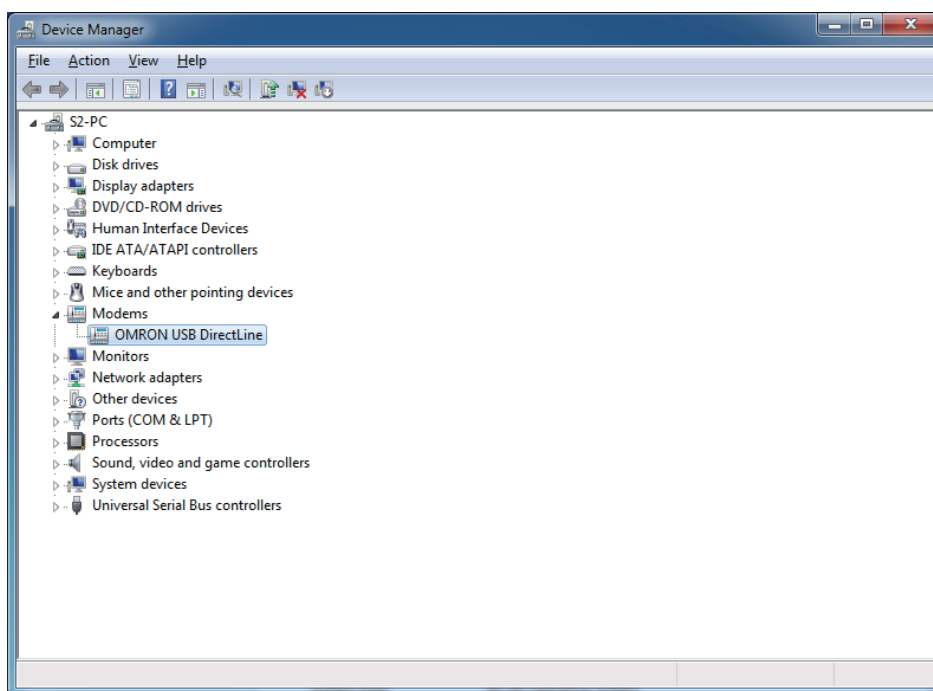 Device Manager
File Action View Help
S2-PC
Computer
Disk drives
Display adapters
DVD/CD-ROM drives
Human Interface Devices
IDE ATA/ATAPI controllers
Keyboards
Mice and other pointing devices
Modems
OMRON USB DirectLine
Monitors
Network adapters
Other devices
Ports (COM & LPT)
Processors
Sound, video and game controllers
System devices
Universal Serial Bus controllers